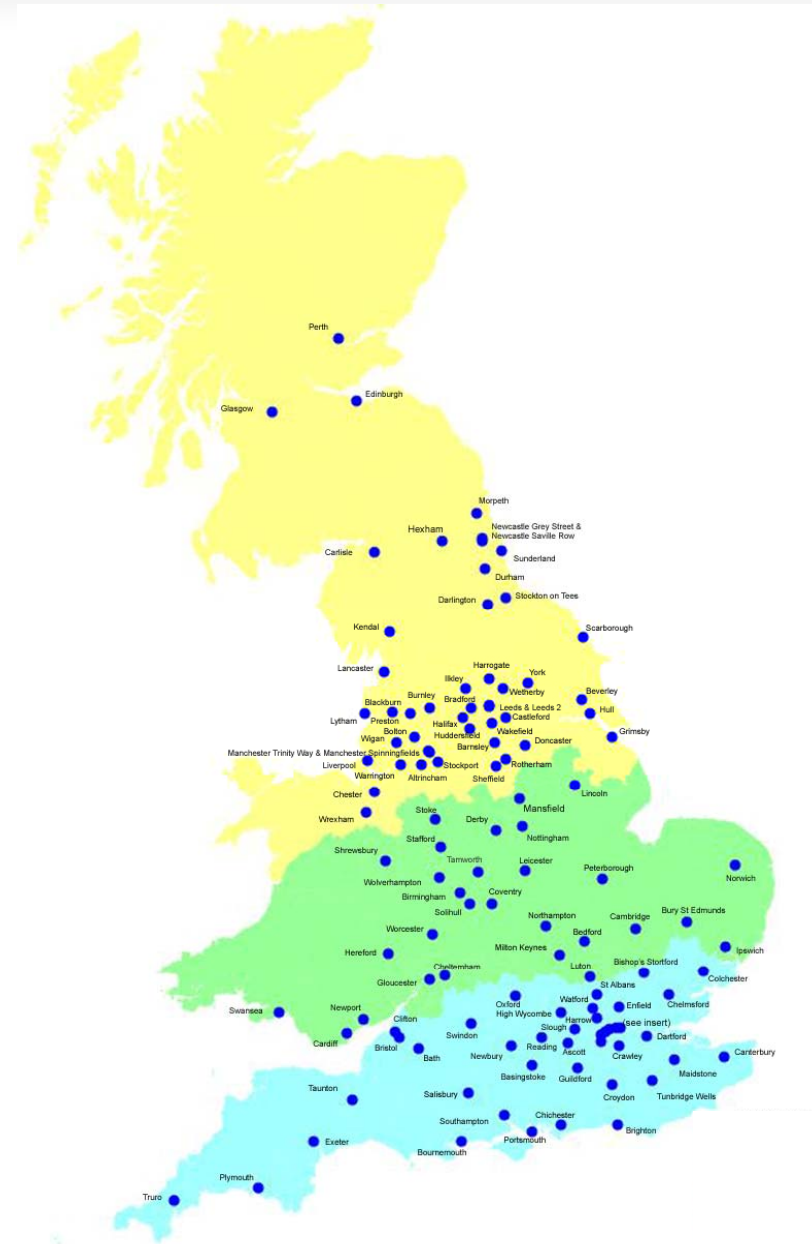 Perth
Edinburgh
Glasgow
Morpeth
Newcastle Grey Street &
Newcastle Saville Row
Hexham
Carlisle
Sunderland
Durham
Stockton on Tees
Darlington
Kendal
Scarborough
Lancaster
Harrogate
York
Ilkley
Wetherby
Beverley
Burnley
Bradford
Blackburn
Leeds & Leeds 2
Hull
Lytham
Preston
Castleford
Halifax
Bolton
Huddersfield
Wakefield
Grimsby
Wigan
Barnsley
Doncaster
Manchester Trinity Way & Manchester Spinningfields
Liverpool
Stockport
Rotherham
Warrington
Altrincham
Sheffield
Chester
Lincoln
Mansfield
Stoke
Wrexham
Derby
Nottingham
Stafford
Shrewsbury
Tamworth
Leicester
Peterborough
Norwich
Wolverhampton
Birmingham
Coventry
Solihull
Northampton
Cambridge
Bury St Edmunds
Worcester
Bedford
Hereford
Milton Keynes
Ipswich
Bishop's Stortford
Cheltenham
Luton
Colchester
Gloucester
St Albans
Oxford
Watford
Enfield
Chelmsford
Swansea
Newport
High Wycombe
Clifton
Harrow
(see insert)
Slough
Swindon
Dartford
Cardiff
Bristol
Reading
Ascott
Crawley
Canterbury
Bath
Newbury
Maidstone
Basingstoke
Guildford
Taunton
Salisbury
Croydon
Tunbridge Wells
Chichester
Southampton
Brighton
Exeter
Portsmouth
Bournemouth
Plymouth
Truro